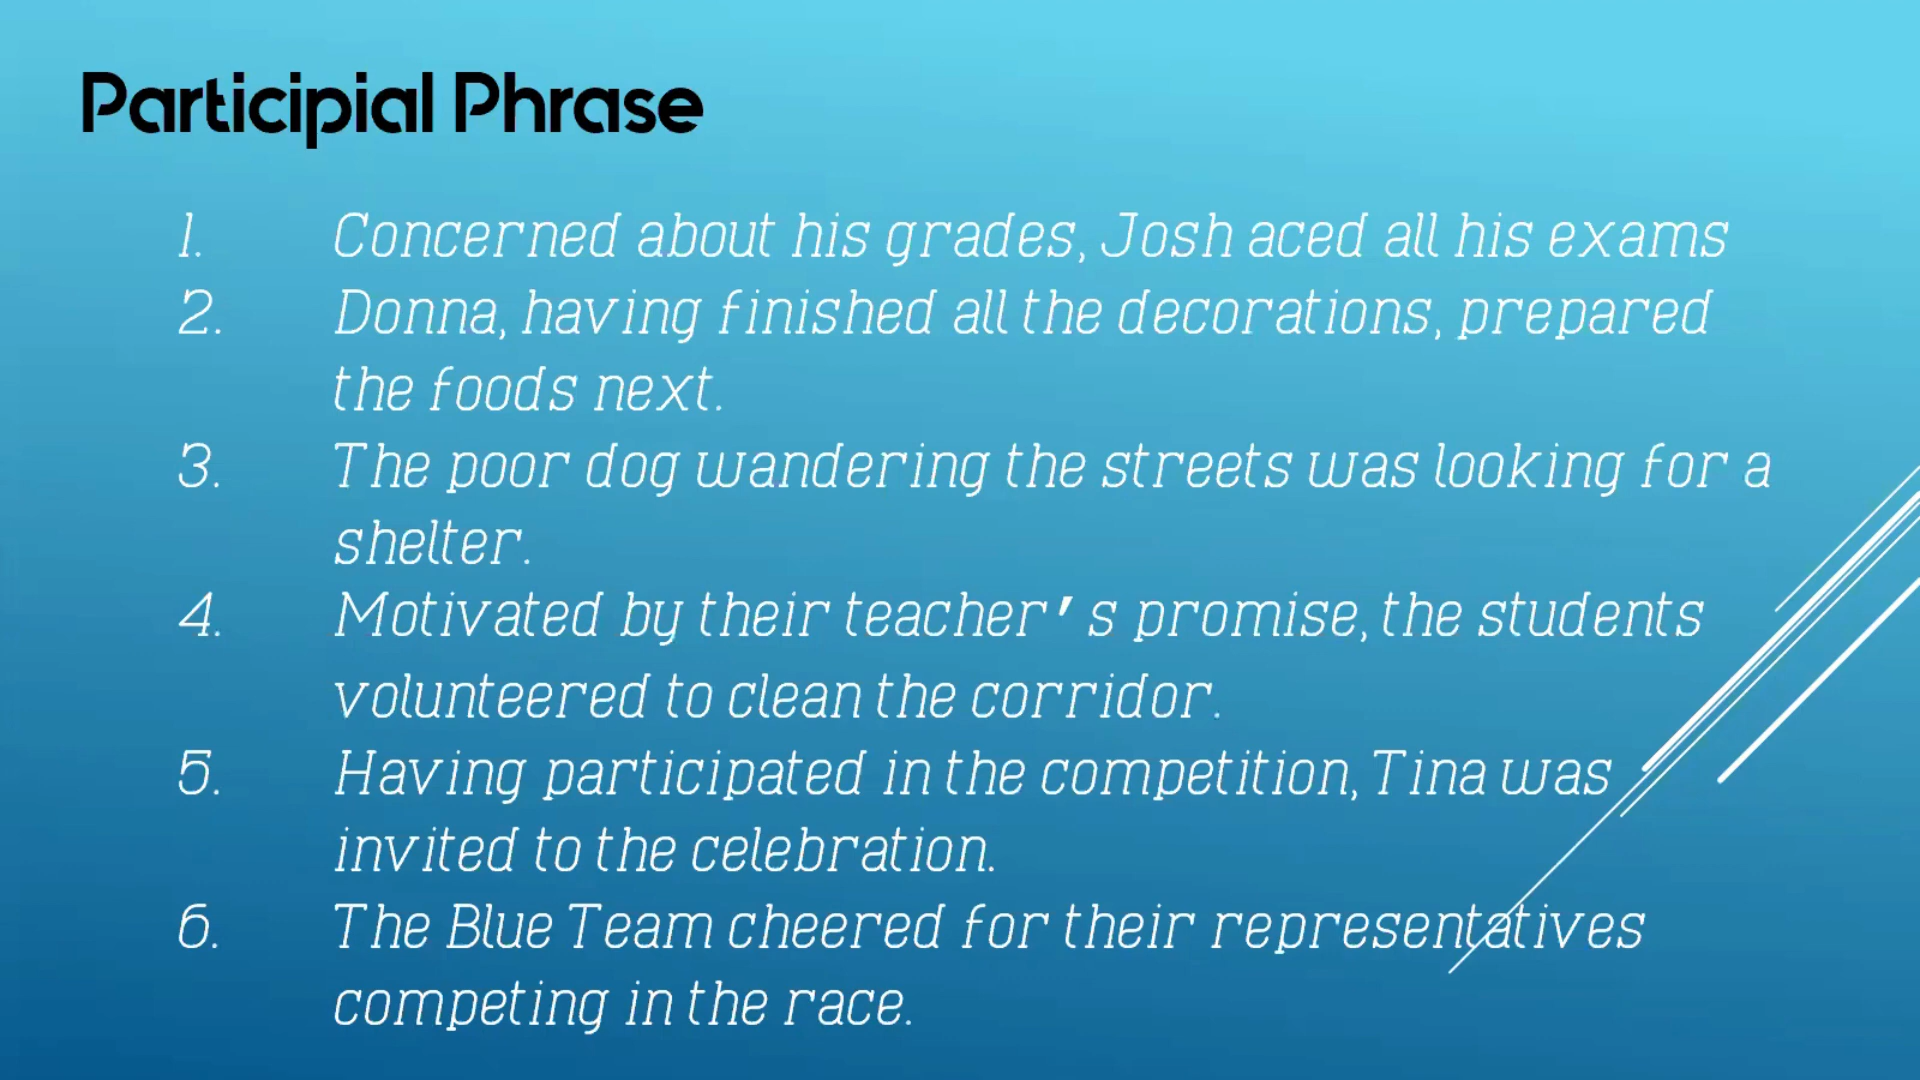 Participial Phrase
1. Concerned about his grades, Josh aced all his exams
2. Donna, having finished all the decorations, prepared
the foods next.
3. The poor dog wandering the streets was looking for a
shelter.
4. Motivated by their teacher’s promise, the students
volunteered to clean the corridor.
5. Having participated in the competition, Tina was
invited to the celebration.
6. The Blue Team cheered for their representatives
competing in the race.